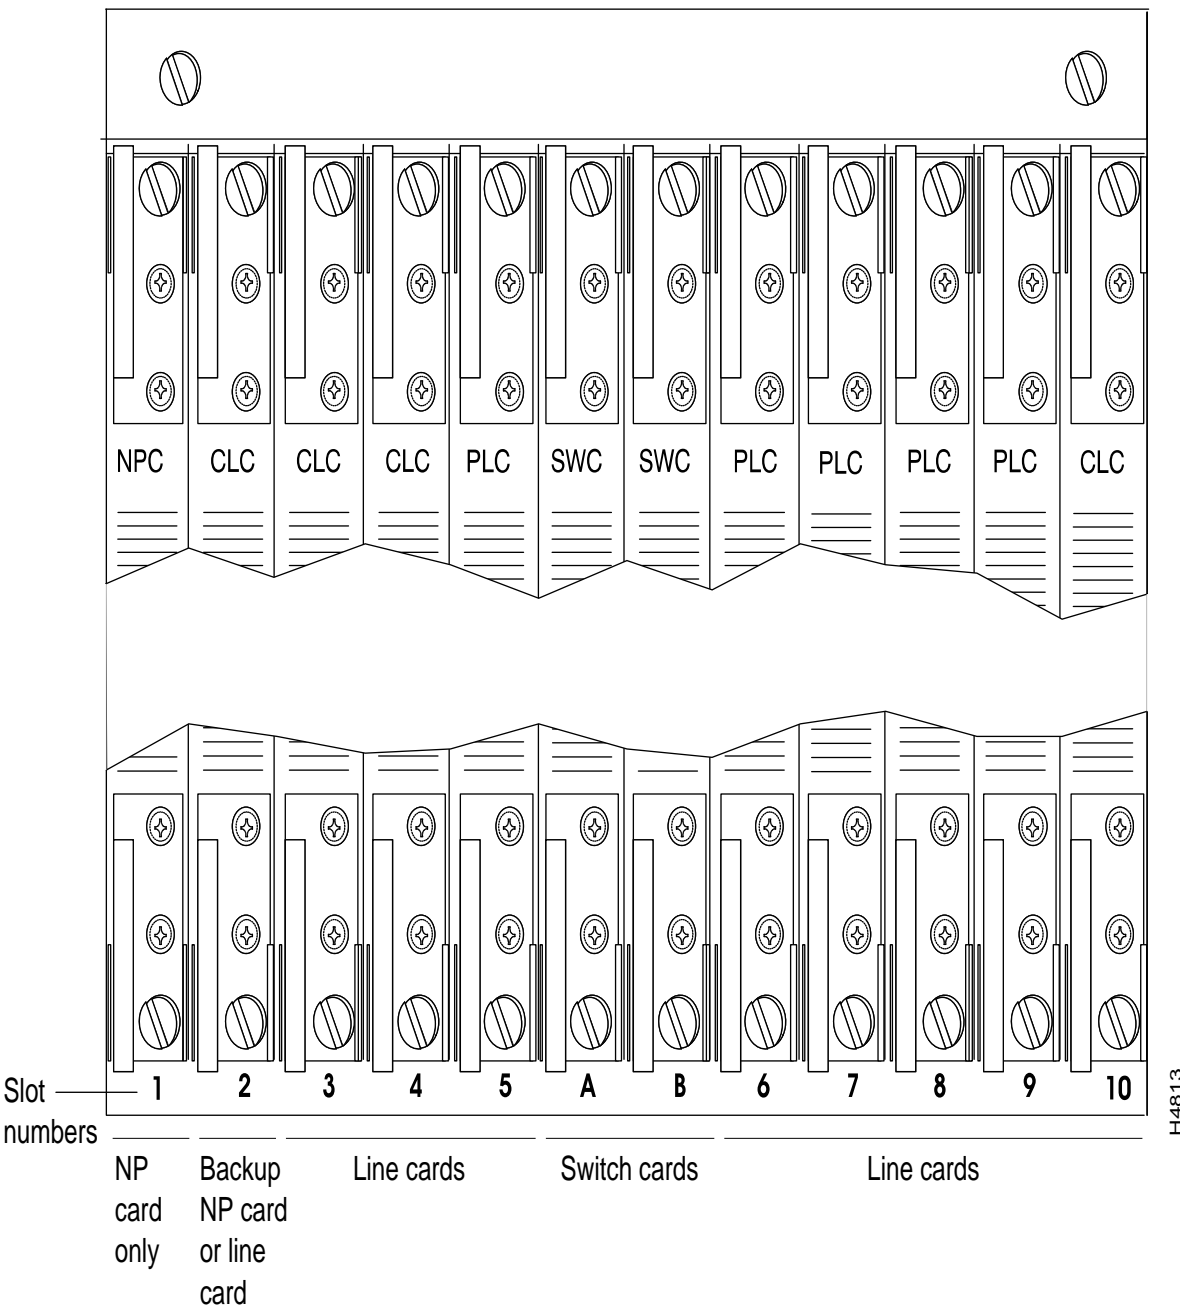 NPC CLC CLC CLC PLC SWC SWC PLC PLC PLC PLC CLC
Slot numbers
1 2 3 4 5 A B 6 7 8 9 10
H4813
NP
card
only
Backup
NP card
or line
card
Line cards
Switch cards
Line cards